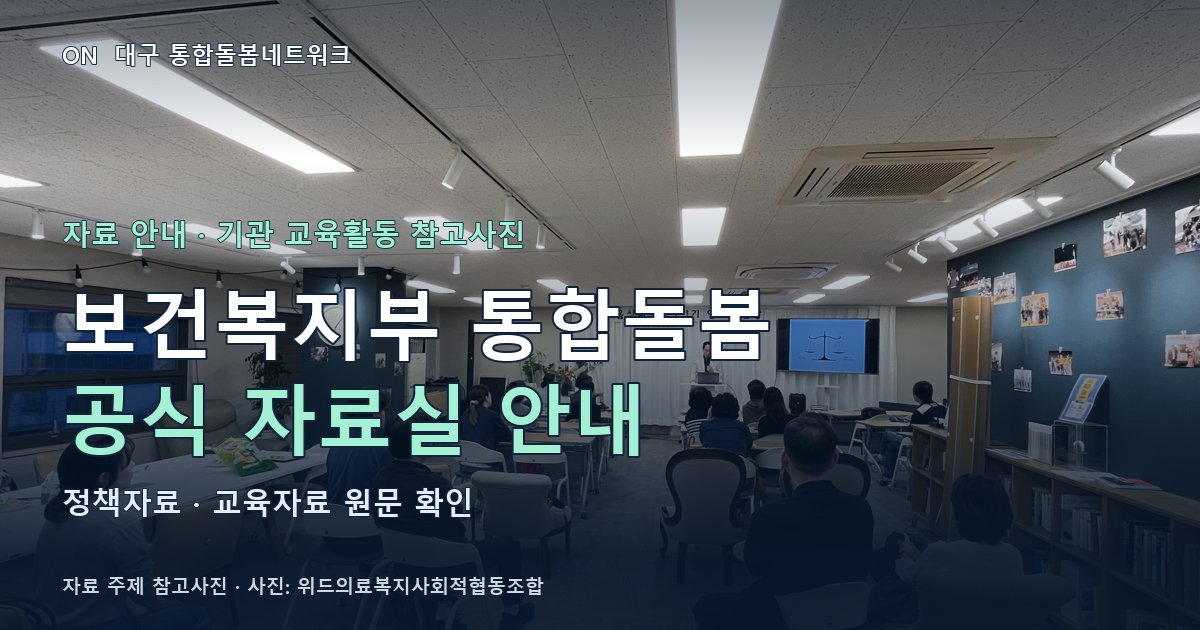 ON 대구 통합돌봄네트워크
자료 안내 · 기관 교육활동 참고사진
보건복지부 통합돌봄
공식 자료실 안내
정책자료 · 교육자료 원문 확인
자료 주제 참고사진 · 사진: 위드의료복지사회적협동조합